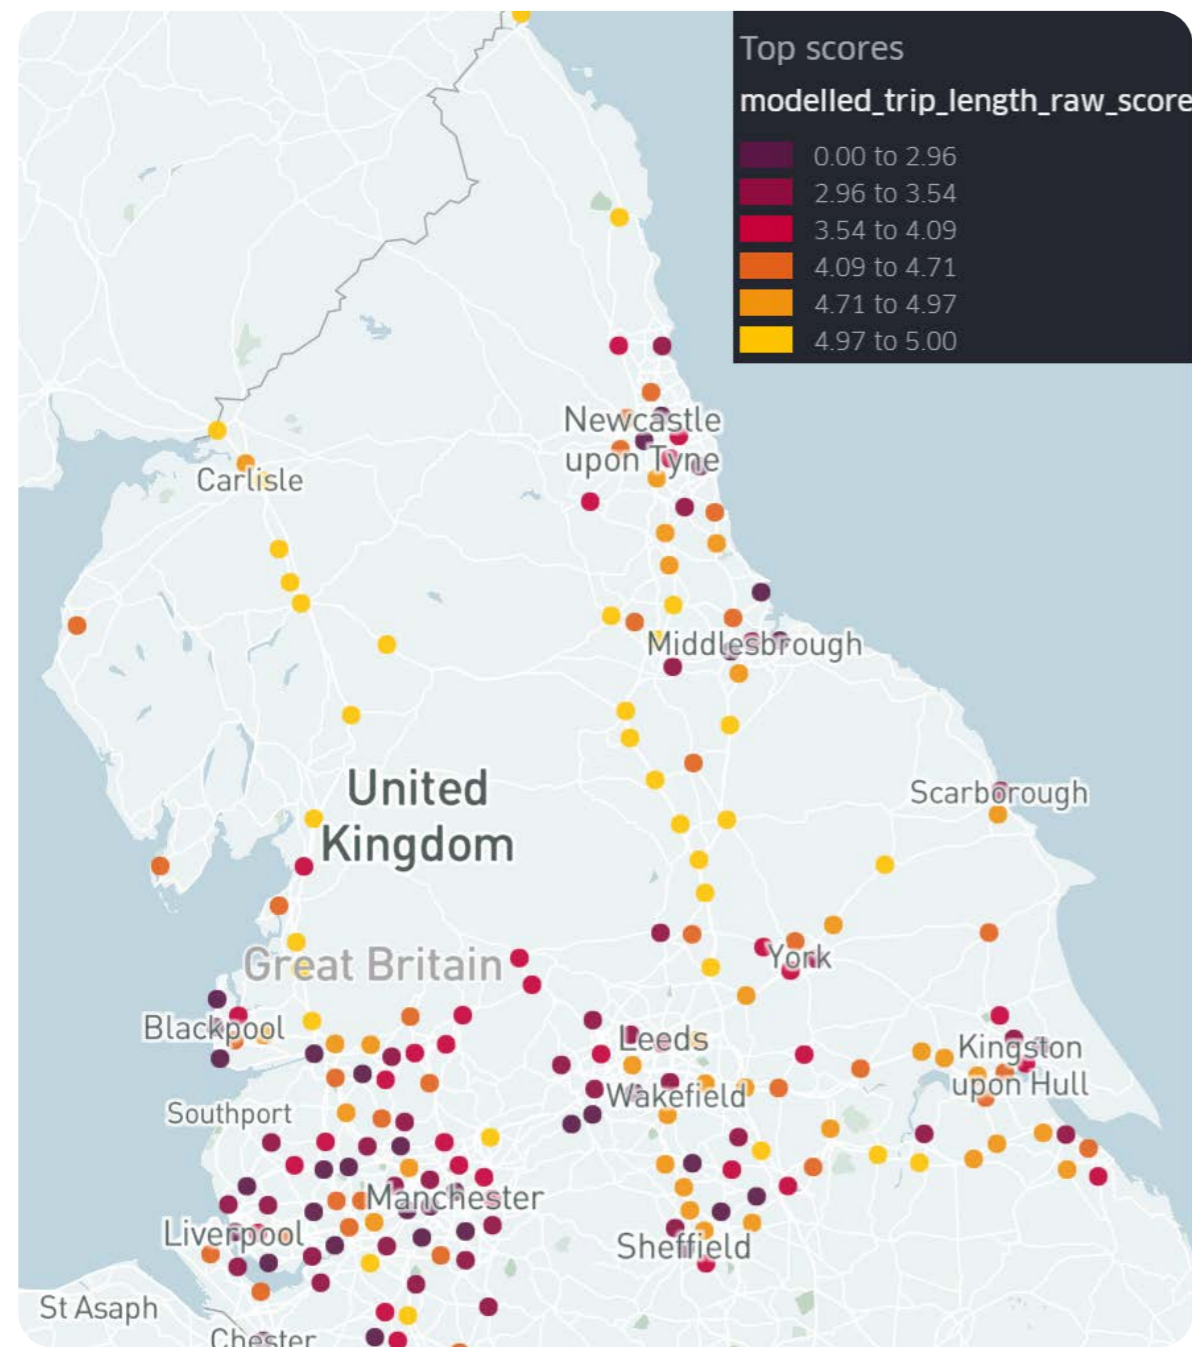 Top scores
modelled_trip_length_raw_score
0.00 to 2.96
2.96 to 3.54
3.54 to 4.09
4.09 to 4.71
4.71 to 4.97
4.97 to 5.00
Newcastle
upon Tyne
Carlisle
Middlesbrough
United
Kingdom
Scarborough
Great Britain
York
Blackpool
Leeds
Kingston
upon Hull
Wakefield
Southport
Manchester
Liverpool
Sheffield
St Asaph
Chester